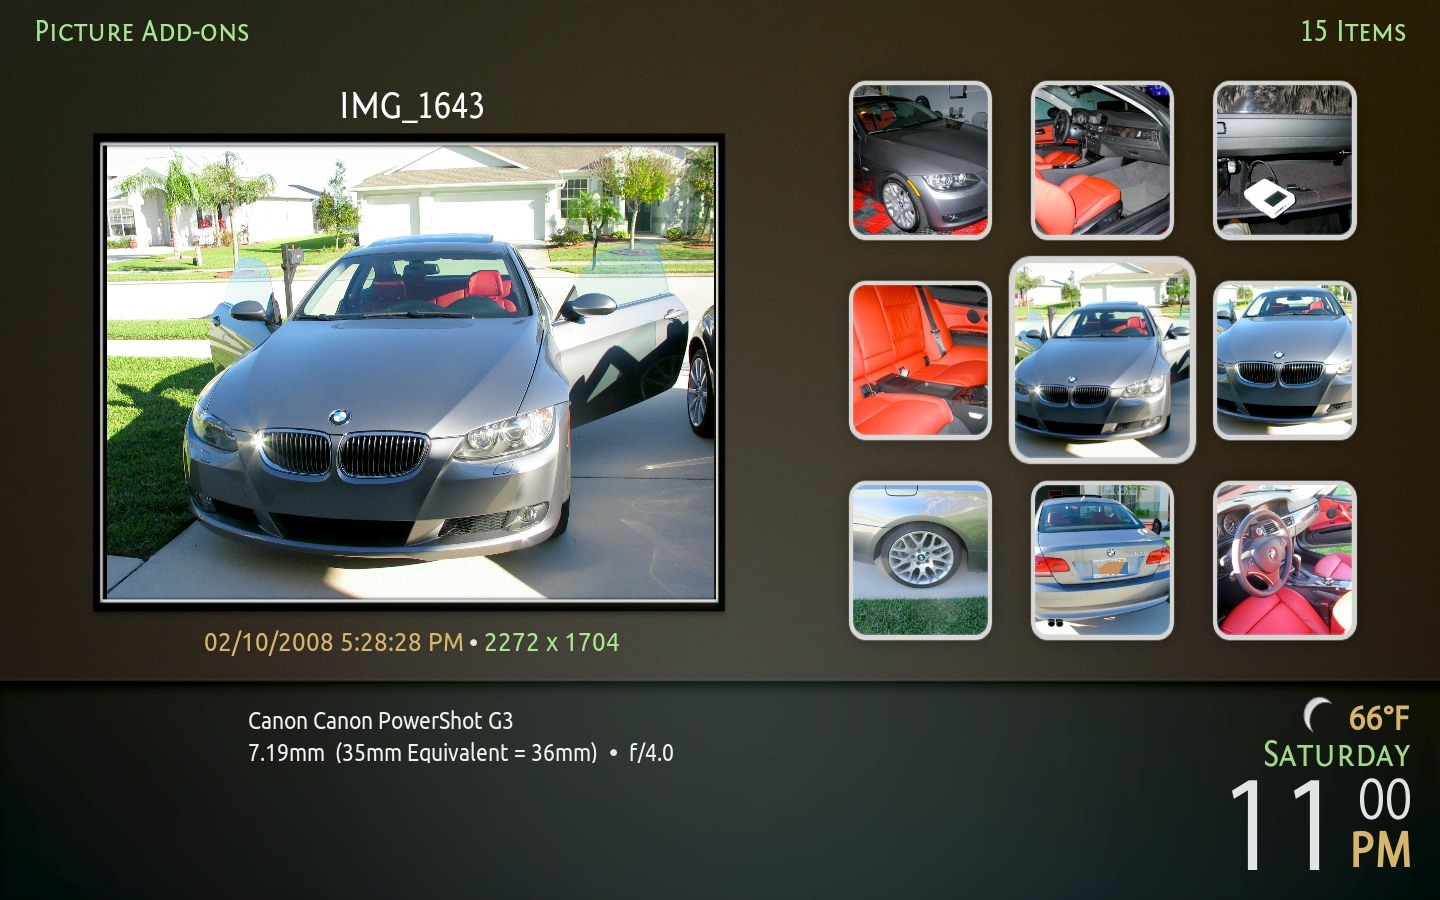 Picture Add-ons
15 Items
IMG_1643
02/10/2008 5:28:28 PM • 2272 x 1704
Canon Canon PowerShot G3
7.19mm (35mm Equivalent = 36mm) • f/4.0
66°F
Saturday
11 00 PM